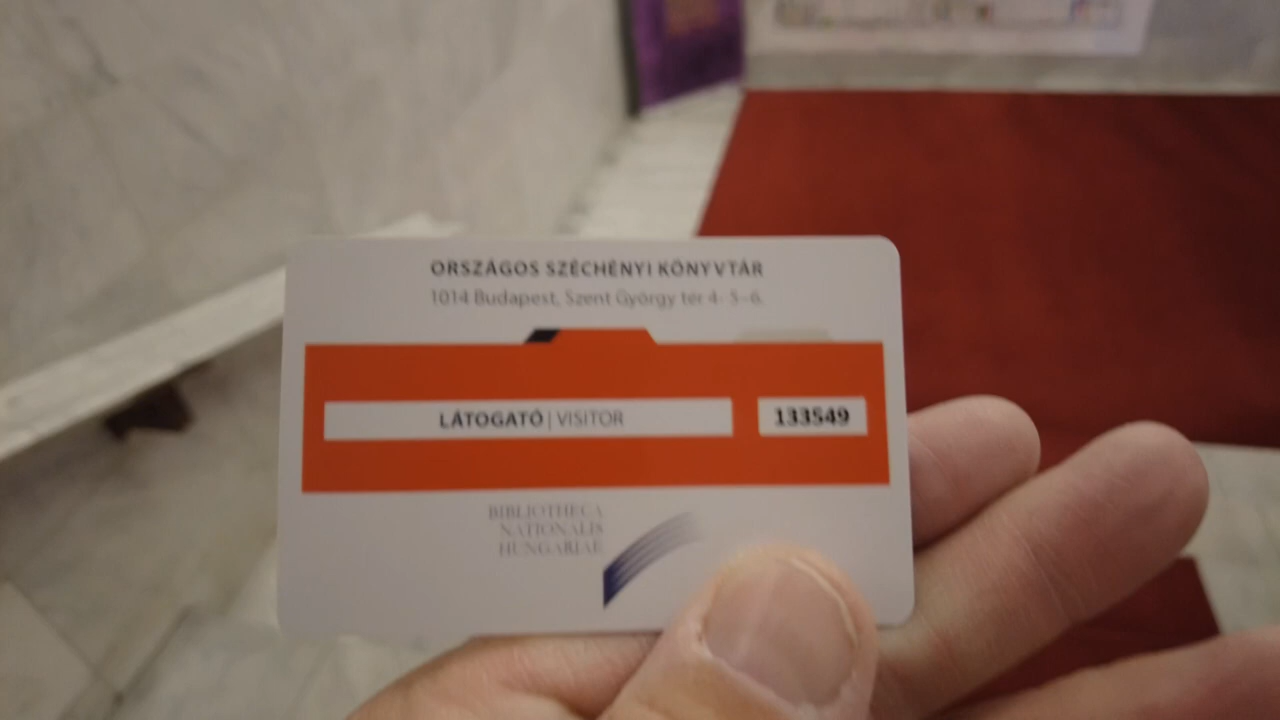 ORSZÁGOS SZÉCHÉNYI KÖNYVTÁR
1014 Budapest, Szent György tér 4- 5-6.
LÁTOGATÓ | VISITOR
133549
BIBLIOTHECA
NATIONALIS
HUNGARIAE